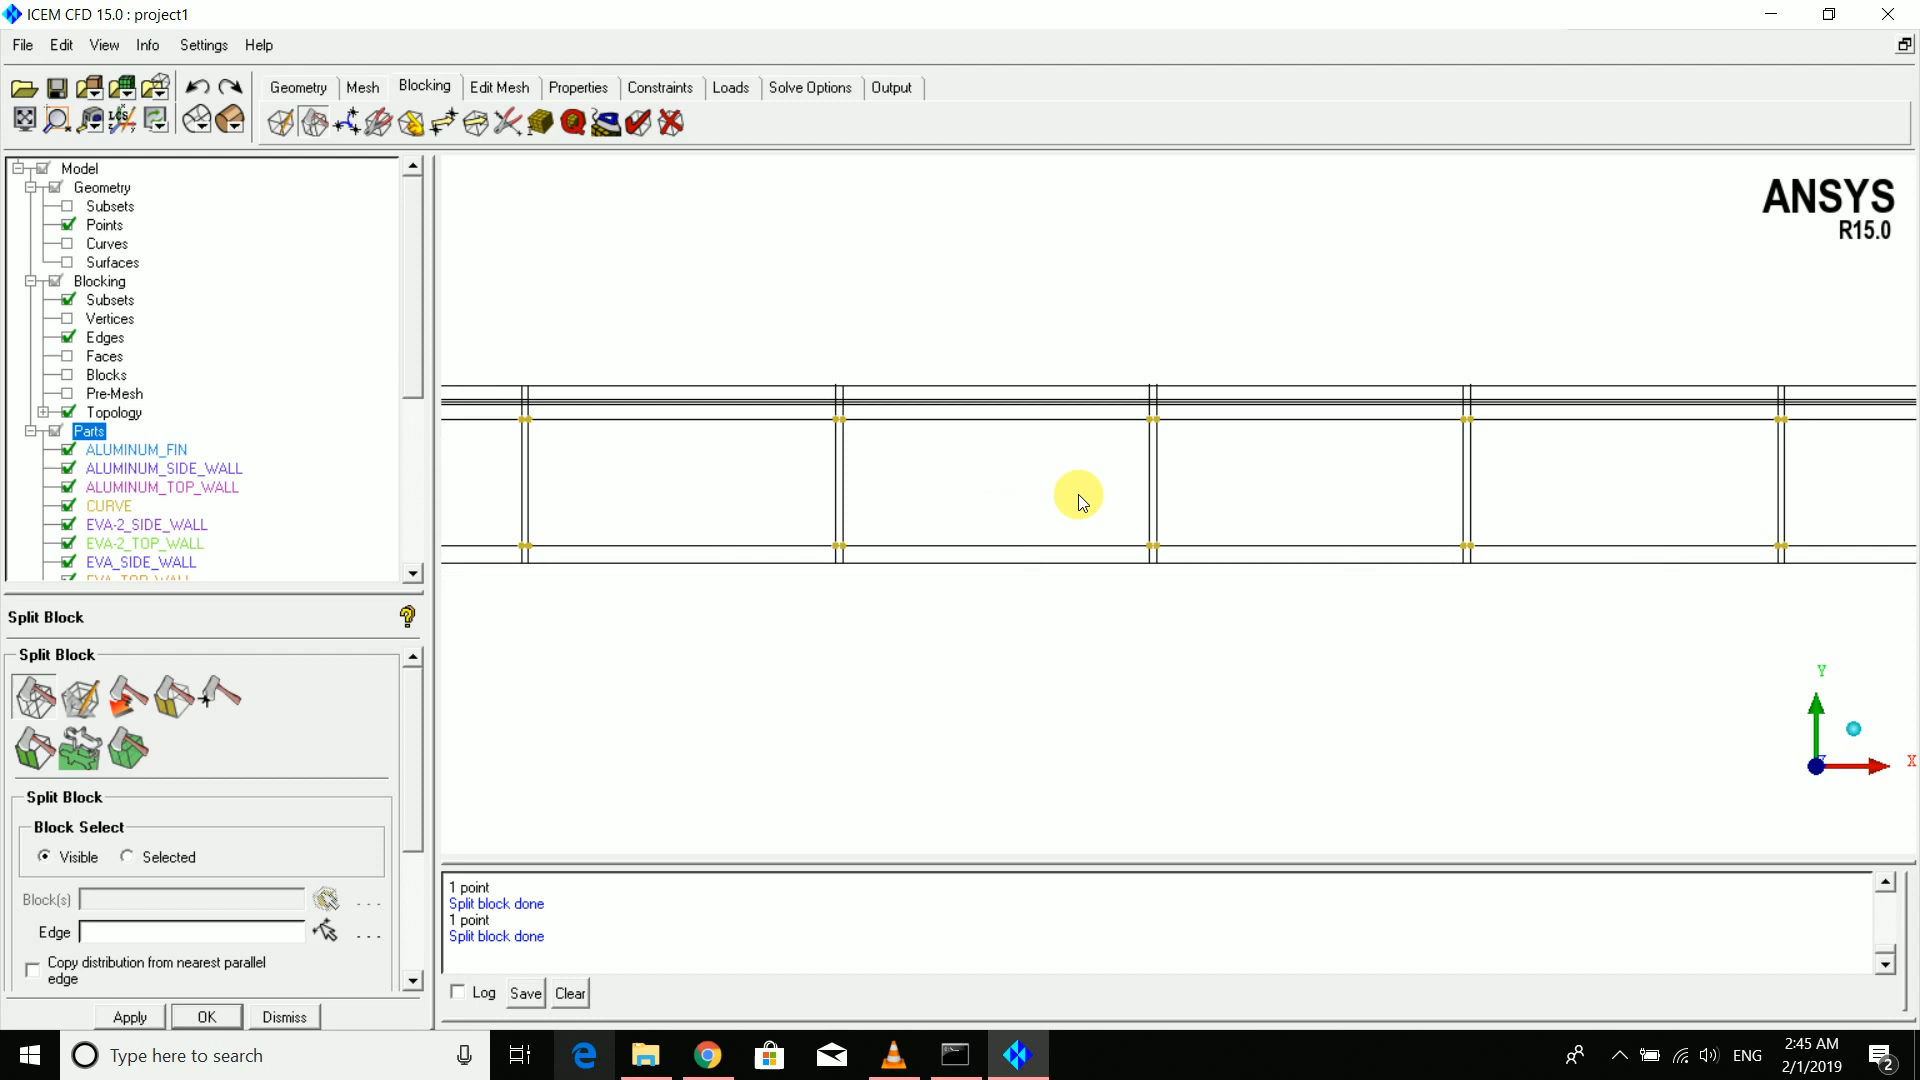 ICEM CFD 15.0 : project1
File Edit View Info Settings Help
Geometry Mesh Blocking Edit Mesh Properties Constraints Loads Solve Options Output
LCS
Model
Geometry
Subsets
Points
Curves
Surfaces
Blocking
Subsets
Vertices
Edges
Faces
Blocks
Pre-Mesh
Topology
Parts
ALUMINUM_FIN
ALUMINUM_SIDE_WALL
ALUMINUM_TOP_WALL
CURVE
EVA-2_SIDE_WALL
EVA-2_TOP_WALL
EVA_SIDE_WALL
EVA_TOP_WALL
ANSYS
R15.0
Y
X
Split Block
Split Block
Split Block
Block Select
Visible Selected
Block(s) ...
Edge ...
Copy distribution from nearest parallel
edge
Apply OK Dismiss
1 point
Split block done
1 point
Split block done
Log Save Clear
Type here to search
ENG
2:45 AM
2/1/2019
2